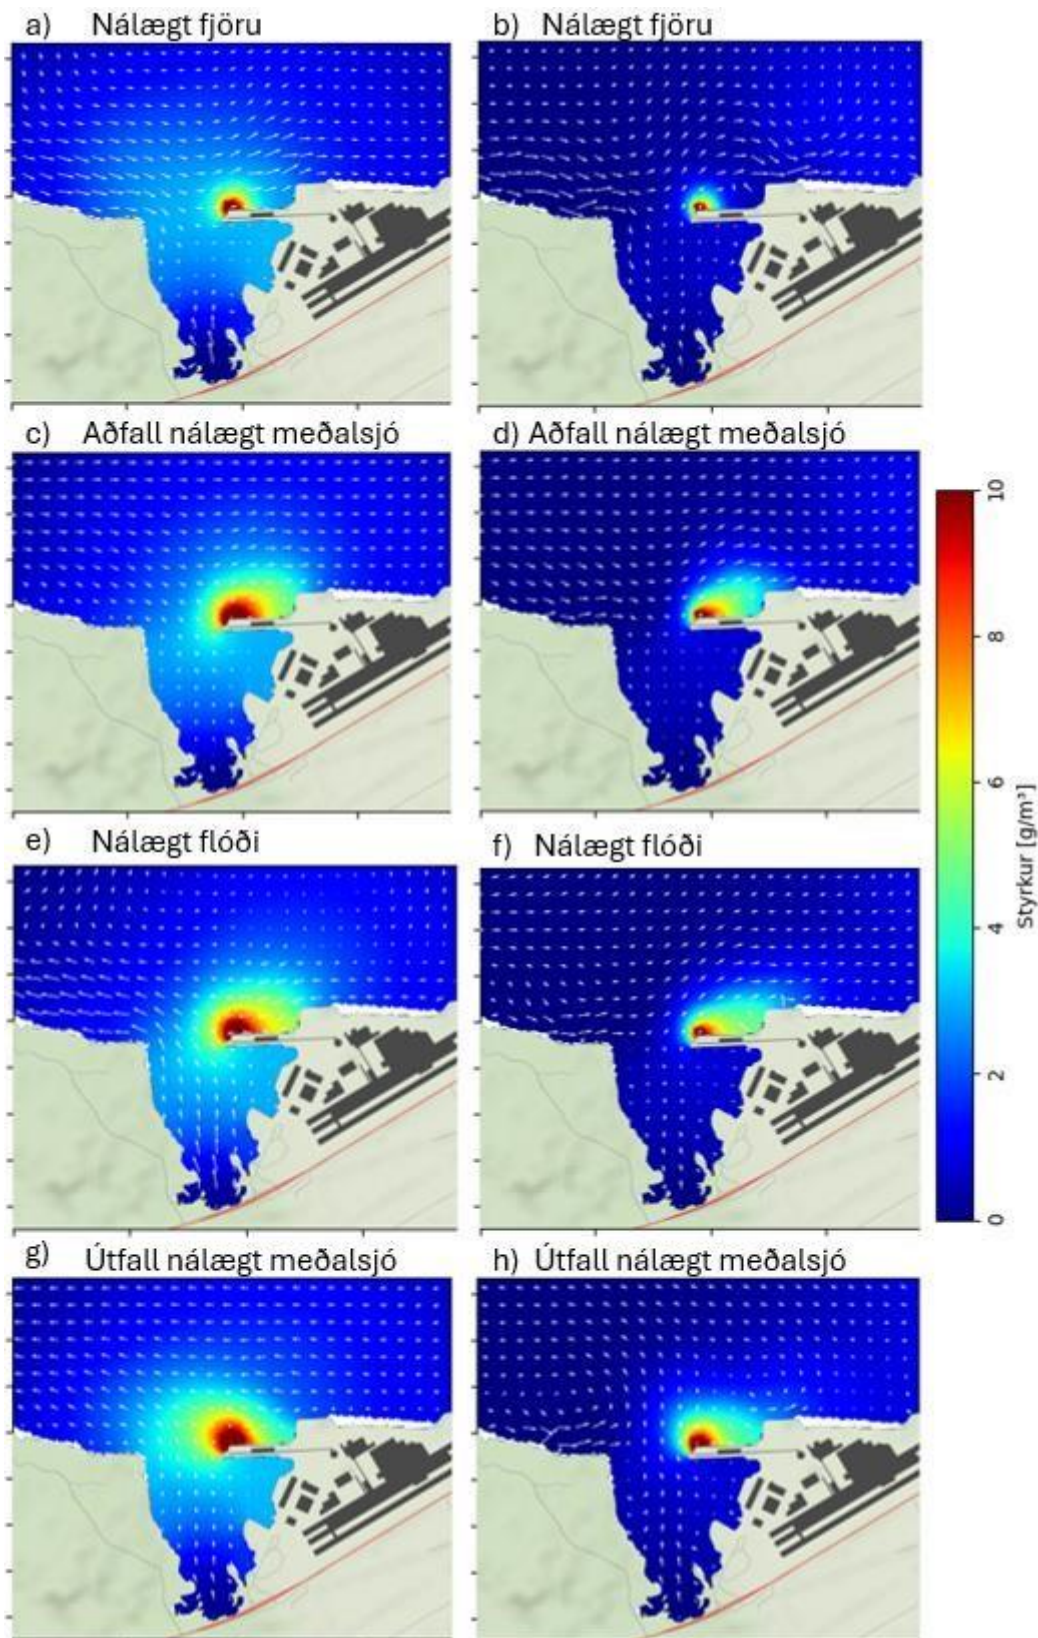 a) Nálægt fjöru
b) Nálægt fjöru
c) Aðfall nálægt meðalsjó
d) Aðfall nálægt meðalsjó
e) Nálægt flóði
f) Nálægt flóði
g) Útfall nálægt meðalsjó
h) Útfall nálægt meðalsjó
10
8
6
4
2
0
Styrkur [g/m³]